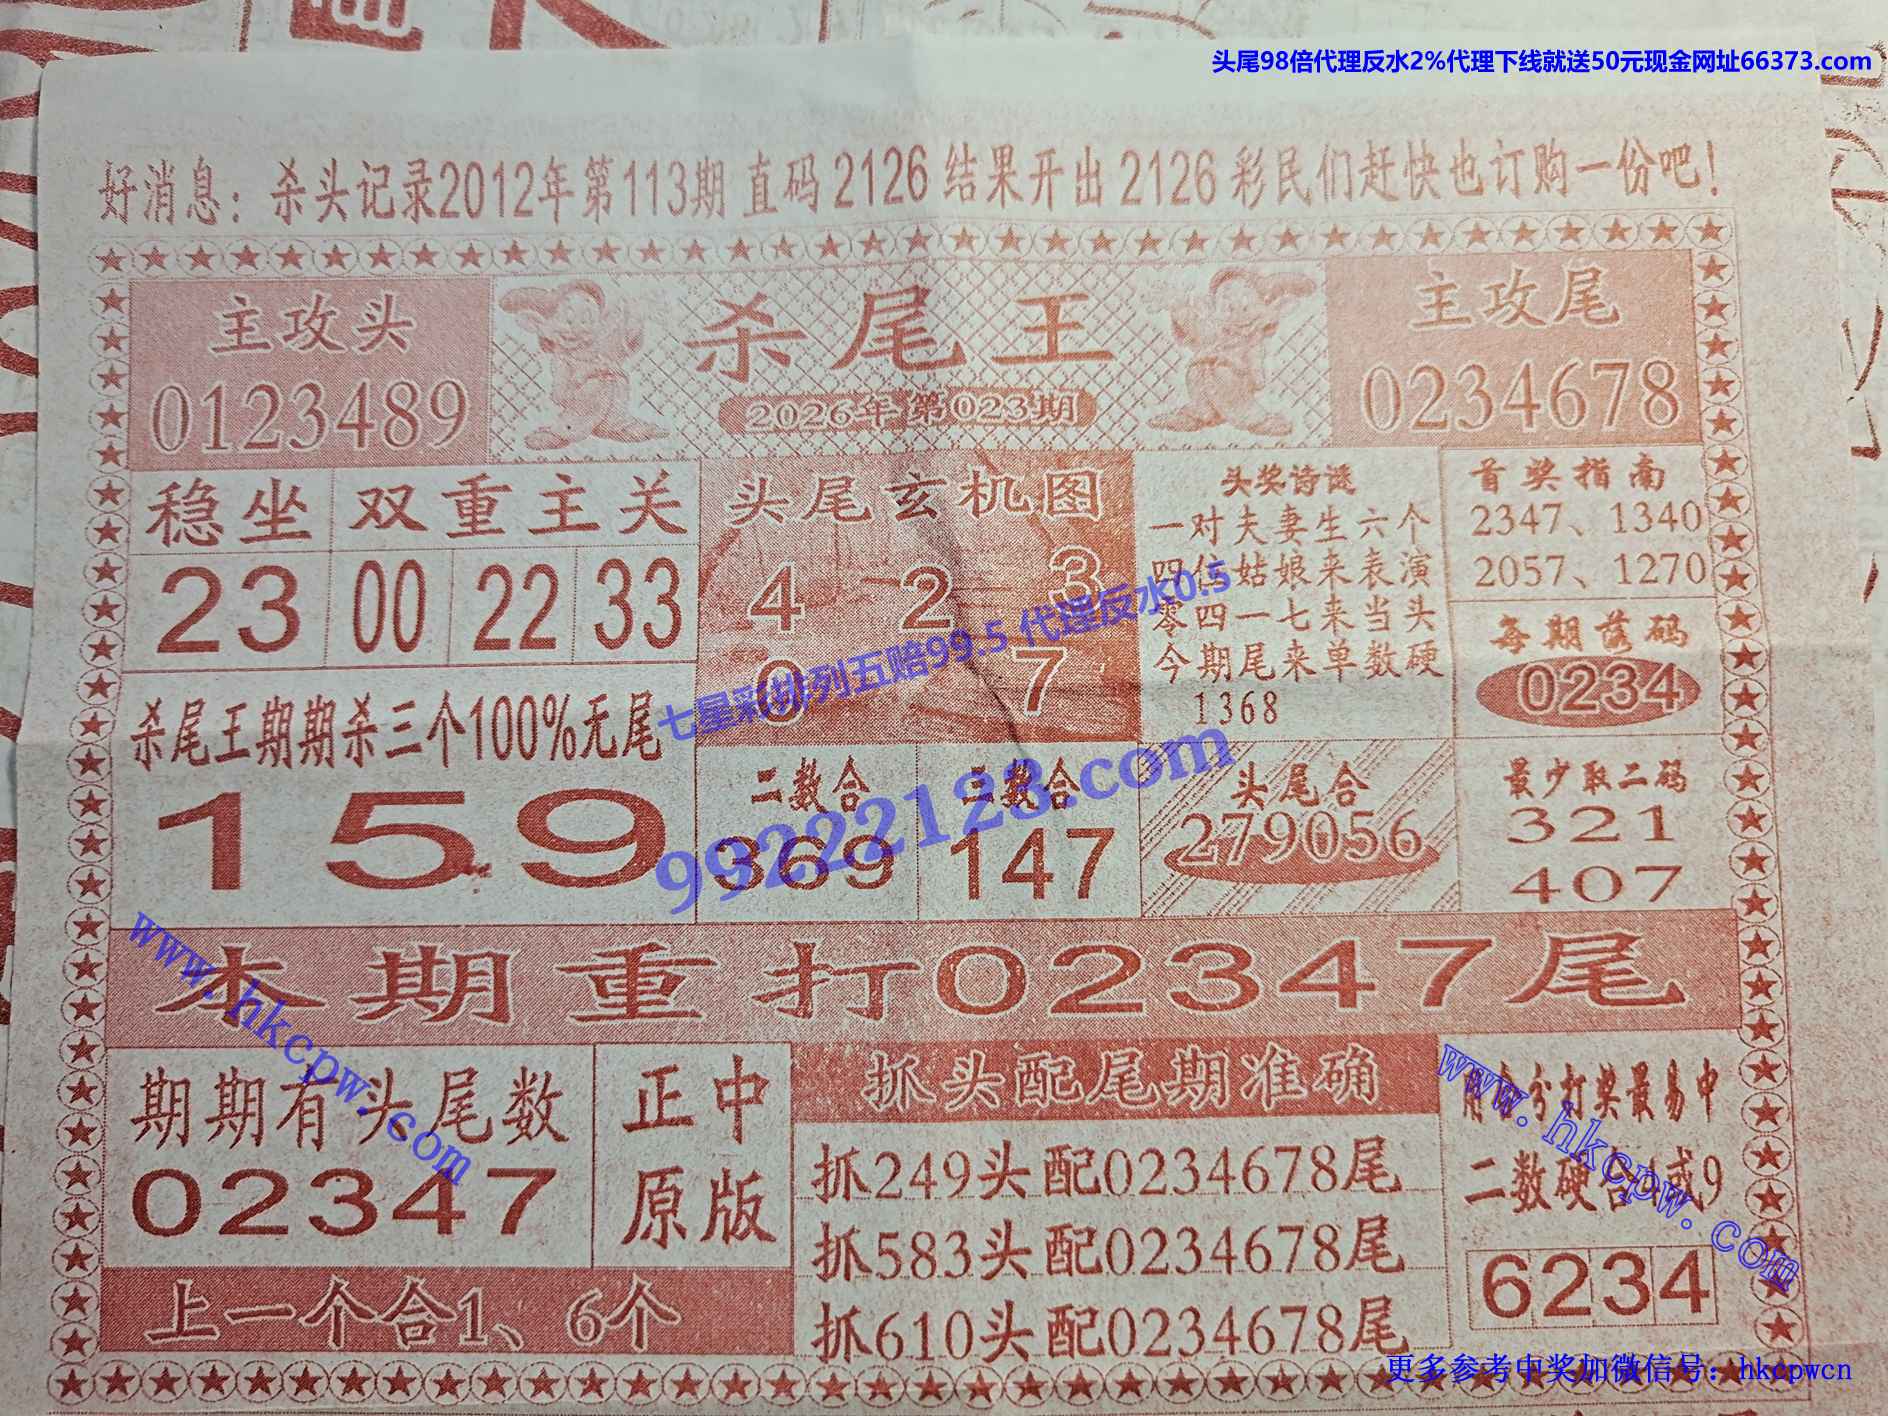 头尾98倍代理反水2%代理下线就送50元现金网址66373.com
好消息：杀头记录2012年第113期 直码 2126 结果开出 2126 彩民们赶快也订购一份吧！
主攻头
0123489
杀尾王
2026年第023期
主攻尾
0234678
稳坐
23
双重主关
00 22 33
头尾玄机图
4 2 3
0 7
头奖诗谜
一对夫妻生六个
四位姑娘来表演
零四一七来当头
今期尾来单数硬
1368
首奖指南
2347、1340
2057、1270
每期落码
0234
杀尾王期期杀三个100%无尾
159
二数合
369
三数合
147
头尾合
279056
最少取二码
321
407
七星彩排列五赔99.5 代理反水0.5
99222123.com
本期重打02347尾
www.hkcpw.com
期期有头尾数
02347
正中
原版
上一个合1、6个
抓头配尾期准确
抓249头配0234678尾
抓583头配0234678尾
抓610头配0234678尾
打奖最易中
二数硬合4或9
6234
www.hkcpw.com
更多参考中奖加微信号：hkcpwcn